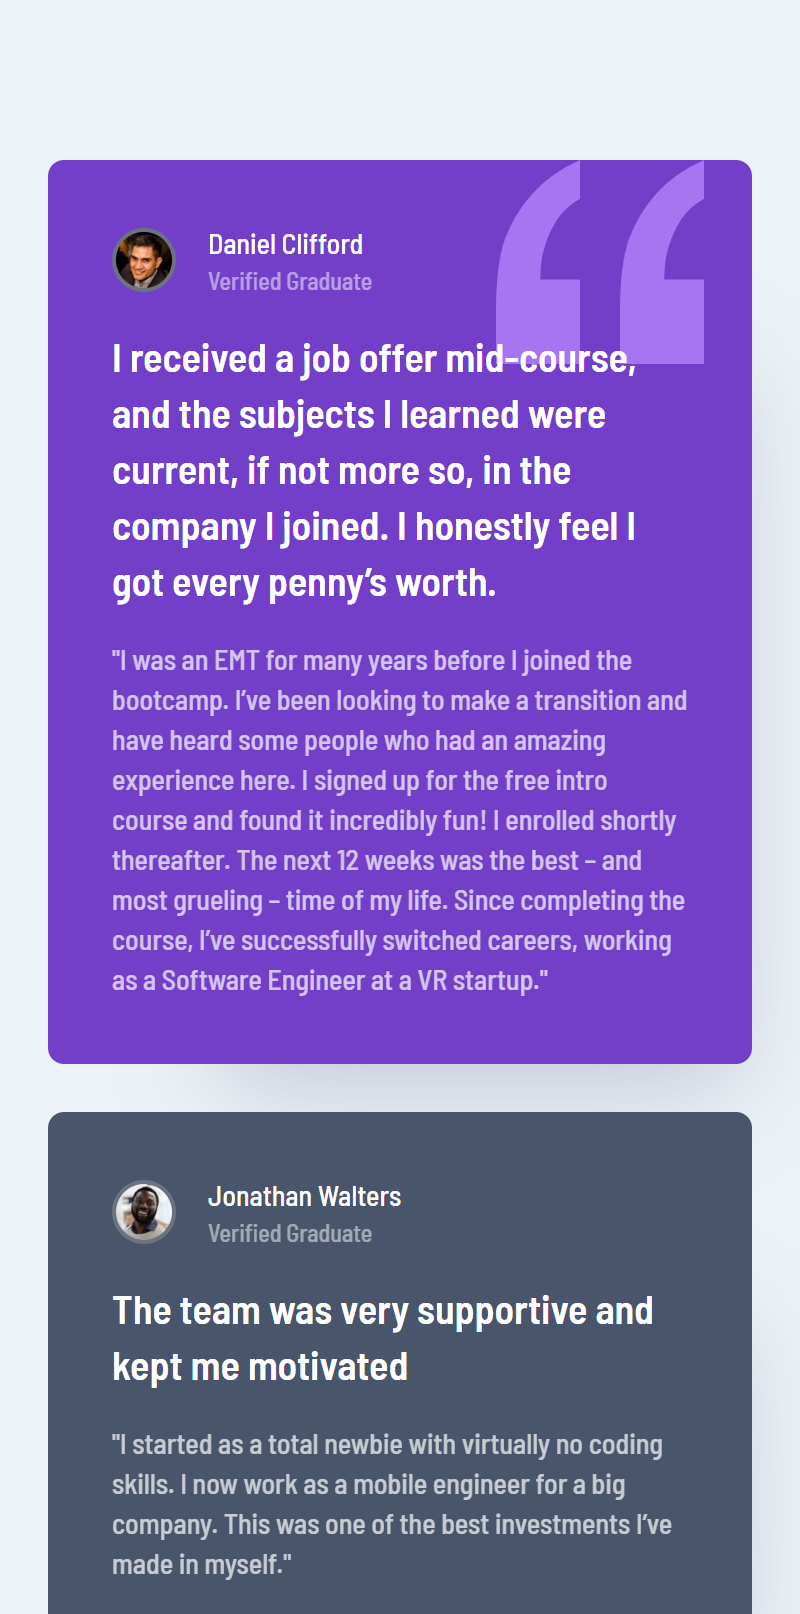 Daniel Clifford
Verified Graduate
I received a job offer mid-course,
and the subjects I learned were
current, if not more so, in the
company I joined. I honestly feel I
got every penny’s worth.
"I was an EMT for many years before I joined the
bootcamp. I’ve been looking to make a transition and
have heard some people who had an amazing
experience here. I signed up for the free intro
course and found it incredibly fun! I enrolled shortly
thereafter. The next 12 weeks was the best – and
most grueling – time of my life. Since completing the
course, I’ve successfully switched careers, working
as a Software Engineer at a VR startup."
Jonathan Walters
Verified Graduate
The team was very supportive and
kept me motivated
"I started as a total newbie with virtually no coding
skills. I now work as a mobile engineer for a big
company. This was one of the best investments I’ve
made in myself."